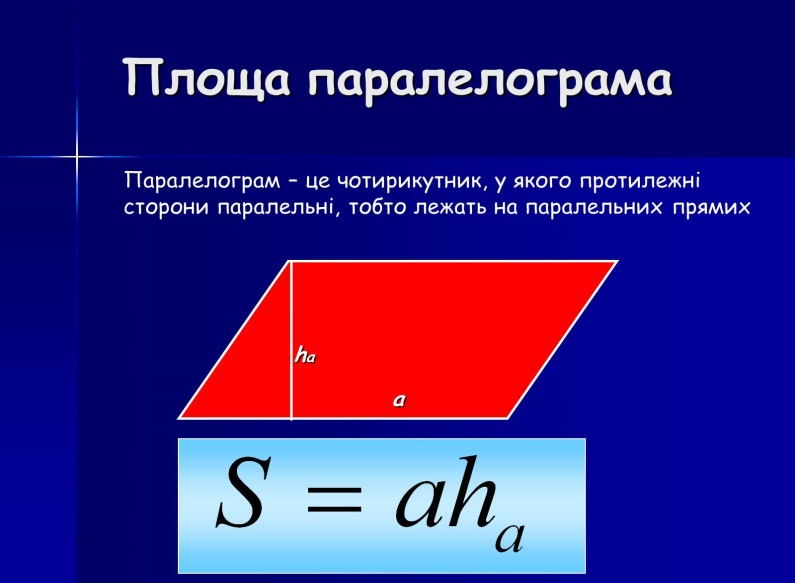 Площа паралелограма
Паралелограм – це чотирикутник, у якого протилежні
сторони паралельні, тобто лежать на паралельних прямих
ha
a
S = aha